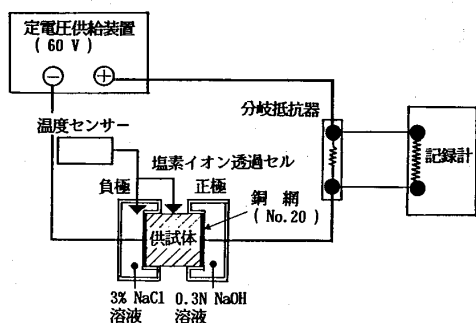 定電圧供給装置
( 60 V )
− +
分岐抵抗器
温度センサー
記録計
塩素イオン透過セル
負極 正極
銅 網
( No.20 )
供試体
3% NaCl 0.3N NaOH
溶液 溶液